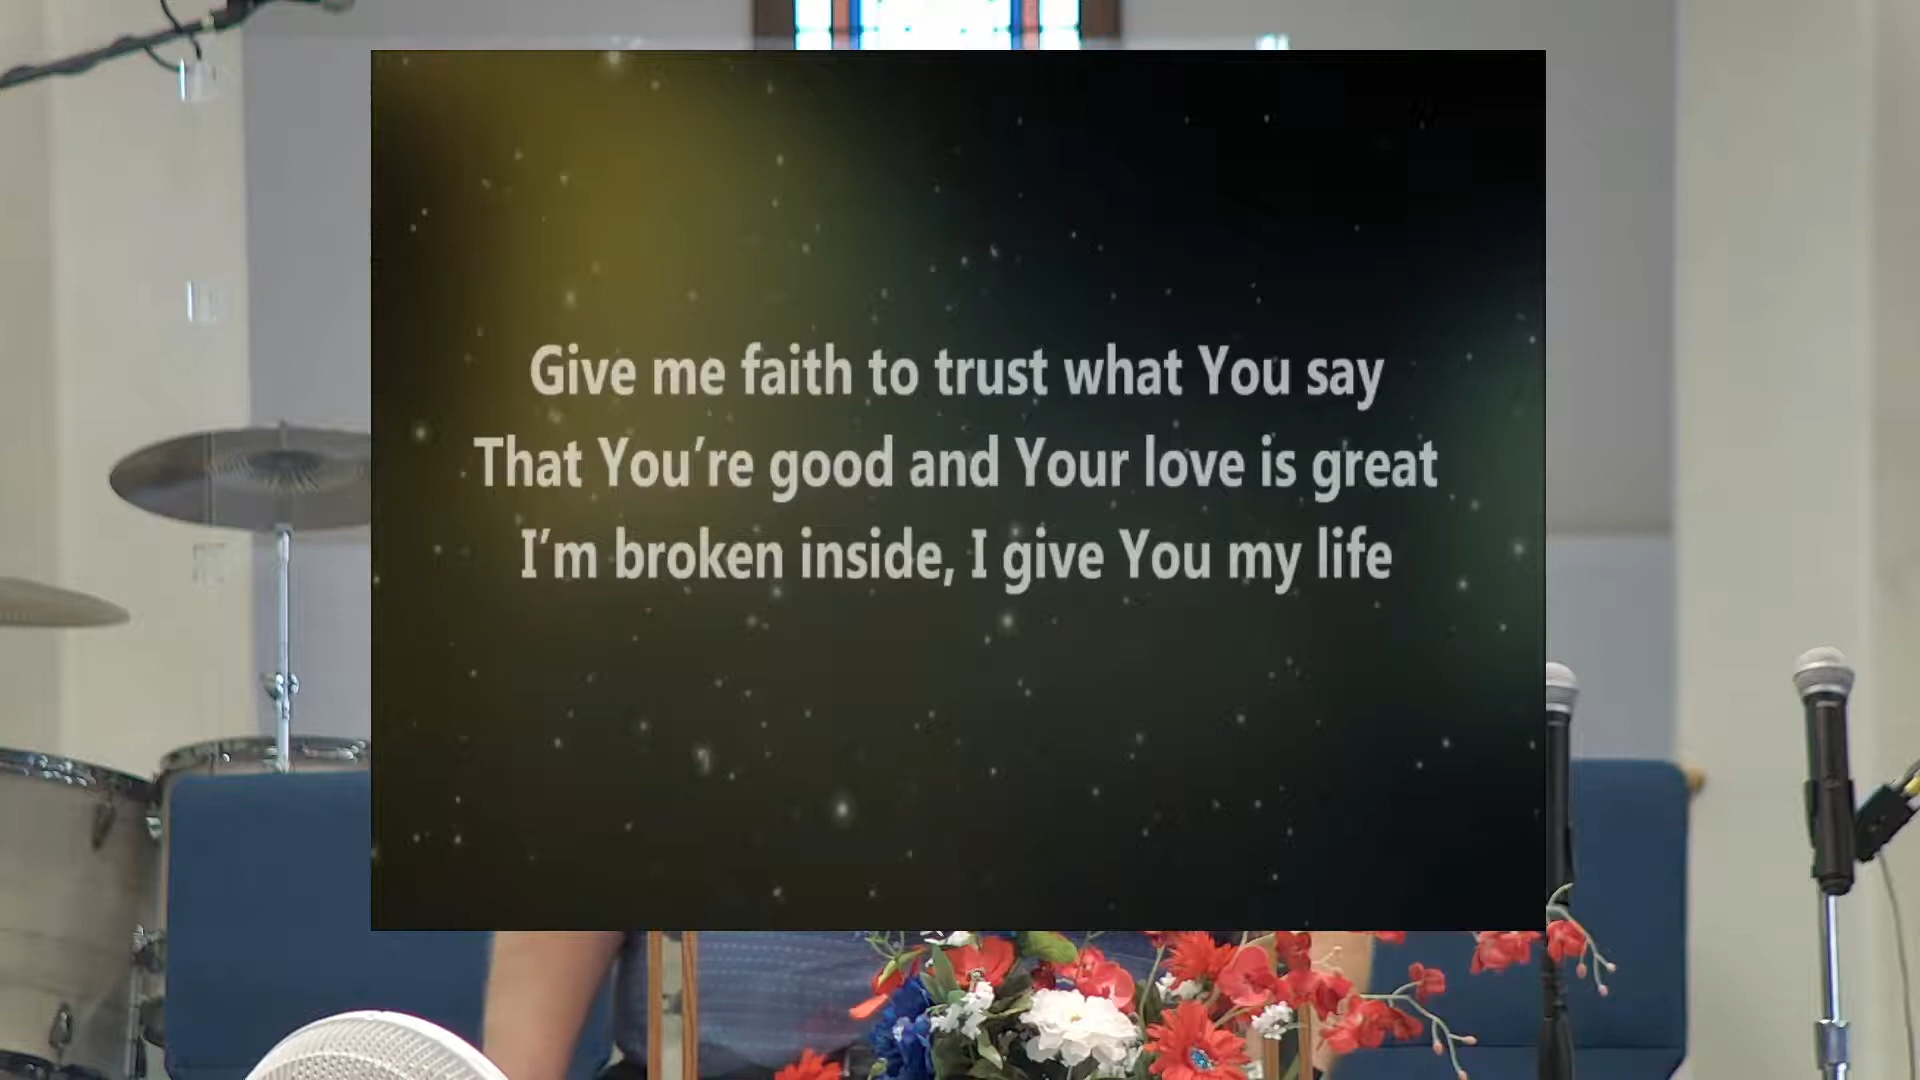 Give me faith to trust what You say
That You’re good and Your love is great
I’m broken inside, I give You my life